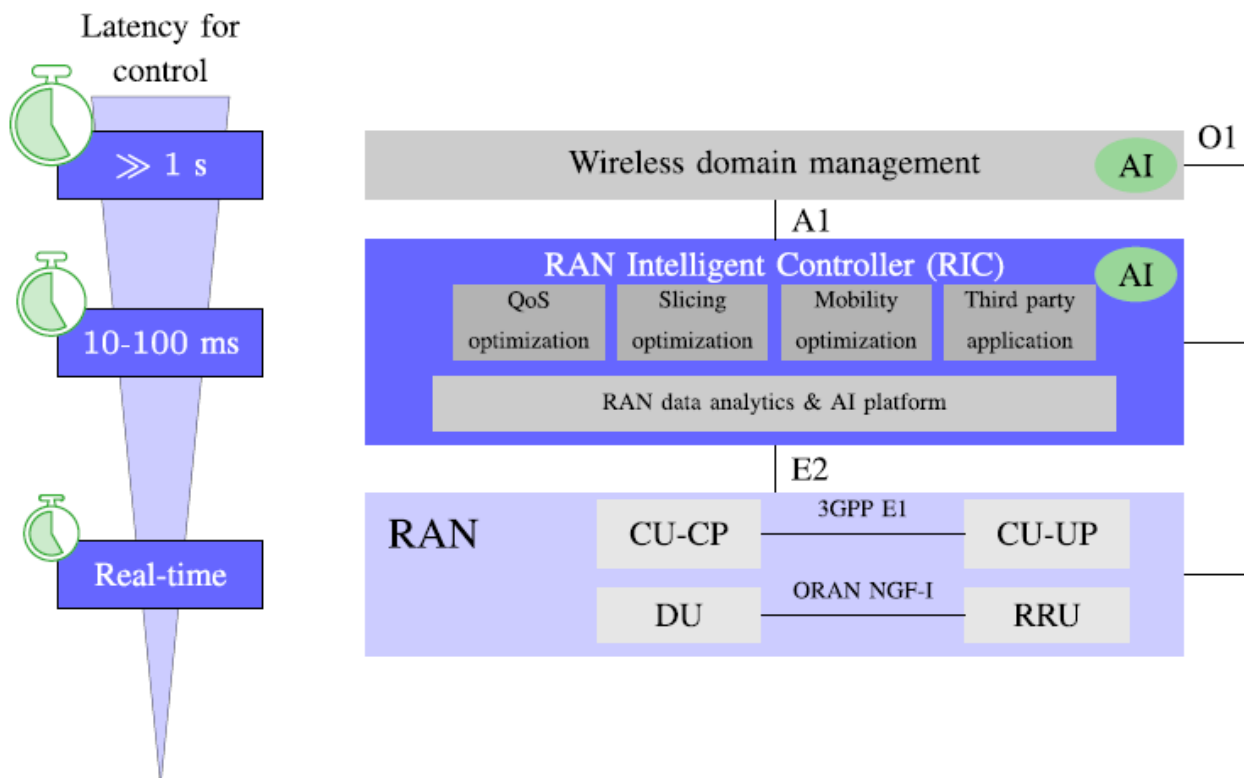 Latency for
control
≫ 1 s
10-100 ms
Real-time
Wireless domain management
AI
O1
A1
RAN Intelligent Controller (RIC)
AI
QoS
optimization
Slicing
optimization
Mobility
optimization
Third party
application
RAN data analytics & AI platform
E2
RAN
CU-CP
3GPP E1
CU-UP
DU
ORAN NGF-I
RRU